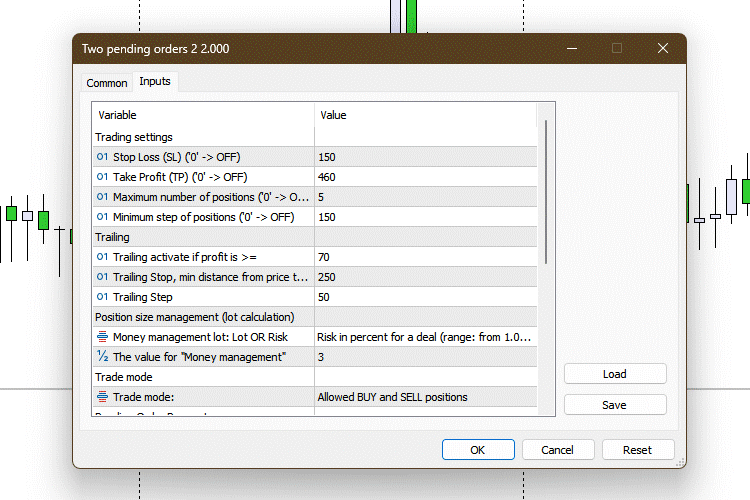 Two pending orders 2 2.000
Common Inputs
Variable Value
Trading settings
01 Stop Loss (SL) ('0' -> OFF) 150
01 Take Profit (TP) ('0' -> OFF) 460
01 Maximum number of positions ('0' -> O... 5
01 Minimum step of positions ('0' -> OFF) 150
Trailing
01 Trailing activate if profit is >= 70
01 Trailing Stop, min distance from price t... 250
01 Trailing Step 50
Position size management (lot calculation)
Money management lot: Lot OR Risk Risk in percent for a deal (range: from 1.0...
½ The value for "Money management" 3
Trade mode
Trade mode: Allowed BUY and SELL positions
Load
Save
OK Cancel Reset